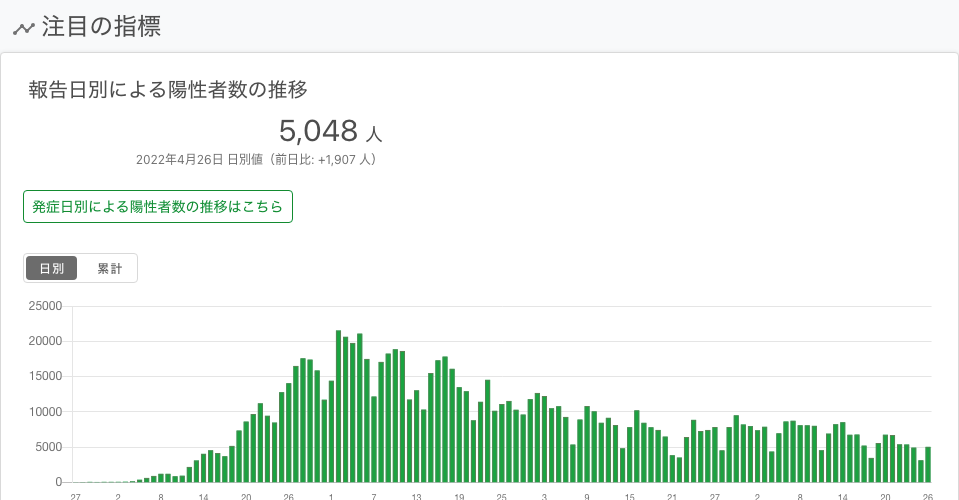 注目の指標
報告日別による陽性者数の推移
5,048 人
2022年4月26日 日別値（前日比: +1,907 人）
発症日別による陽性者数の推移はこちら
日別 累計
25000
20000
15000
10000
5000
0
27 2 8 14 20 26 1 7 13 19 25 3 9 15 21 27 2 8 14 20 26